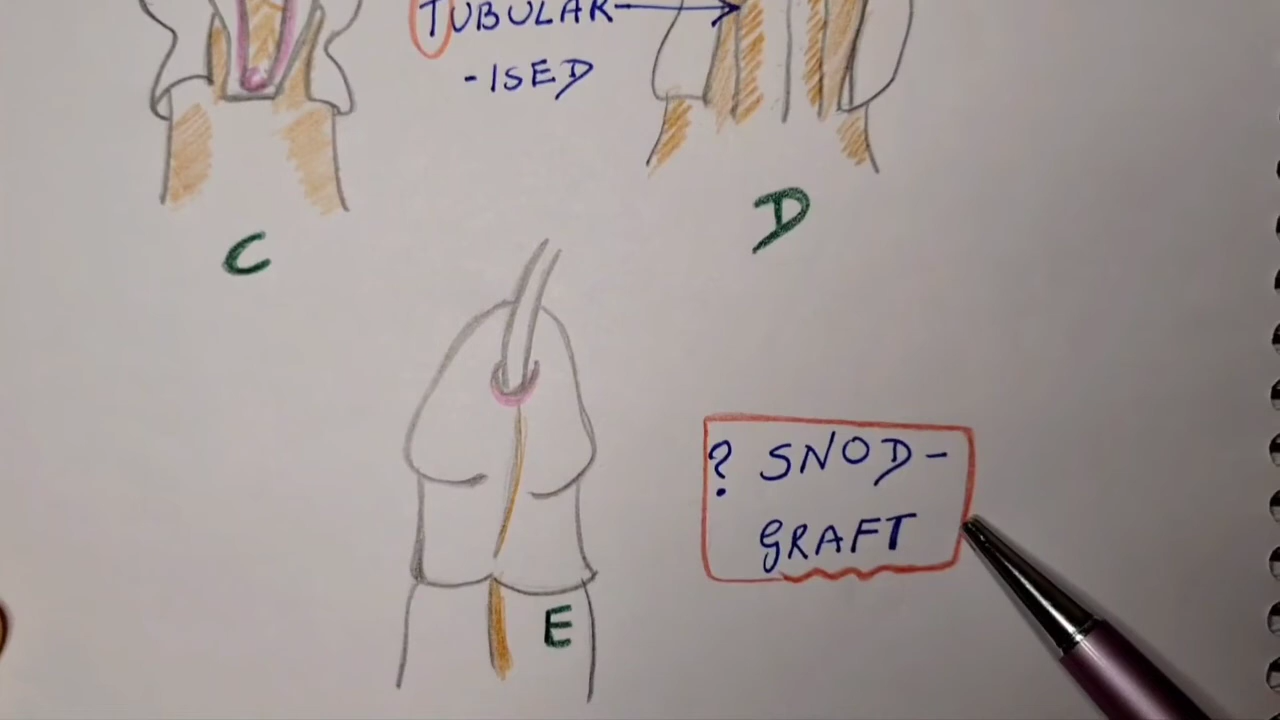 TUBULAR
-ISED
C
D
? SNOD-
GRAFT
E